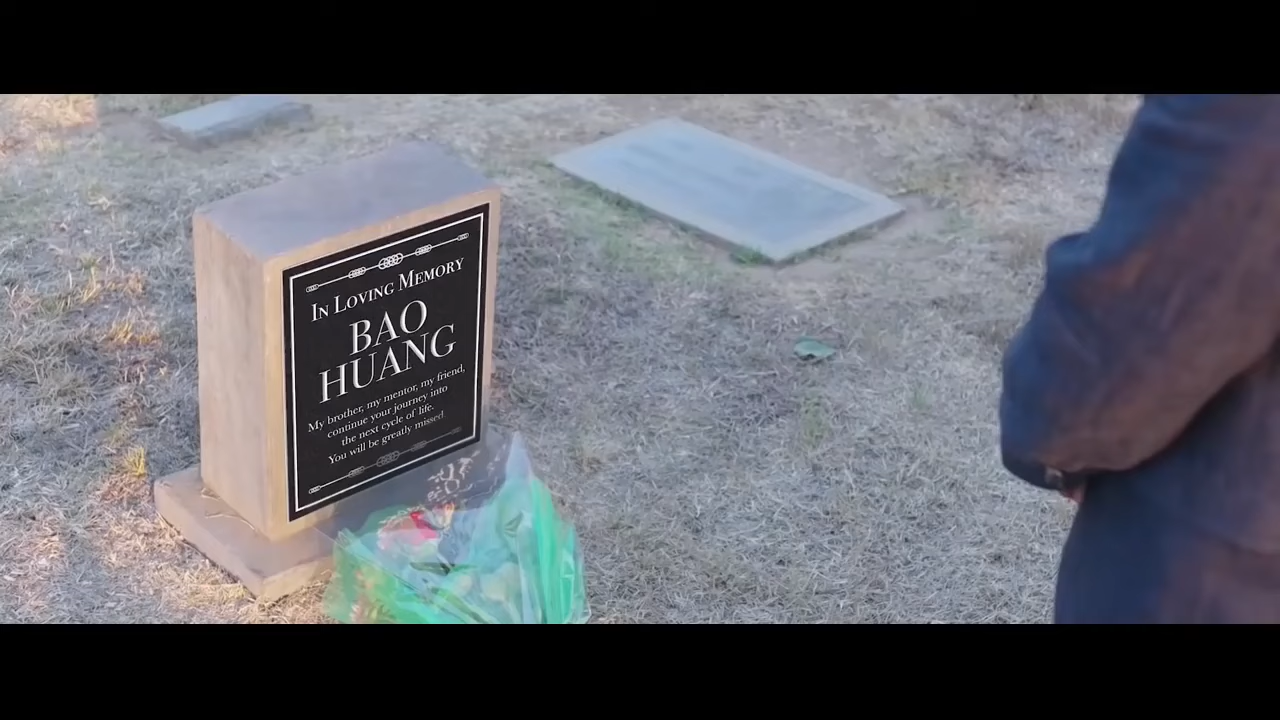 In Loving Memory
BAO
HUANG
My brother, my mentor, my friend,
continue your journey into
the next cycle of life.
You will be greatly missed.